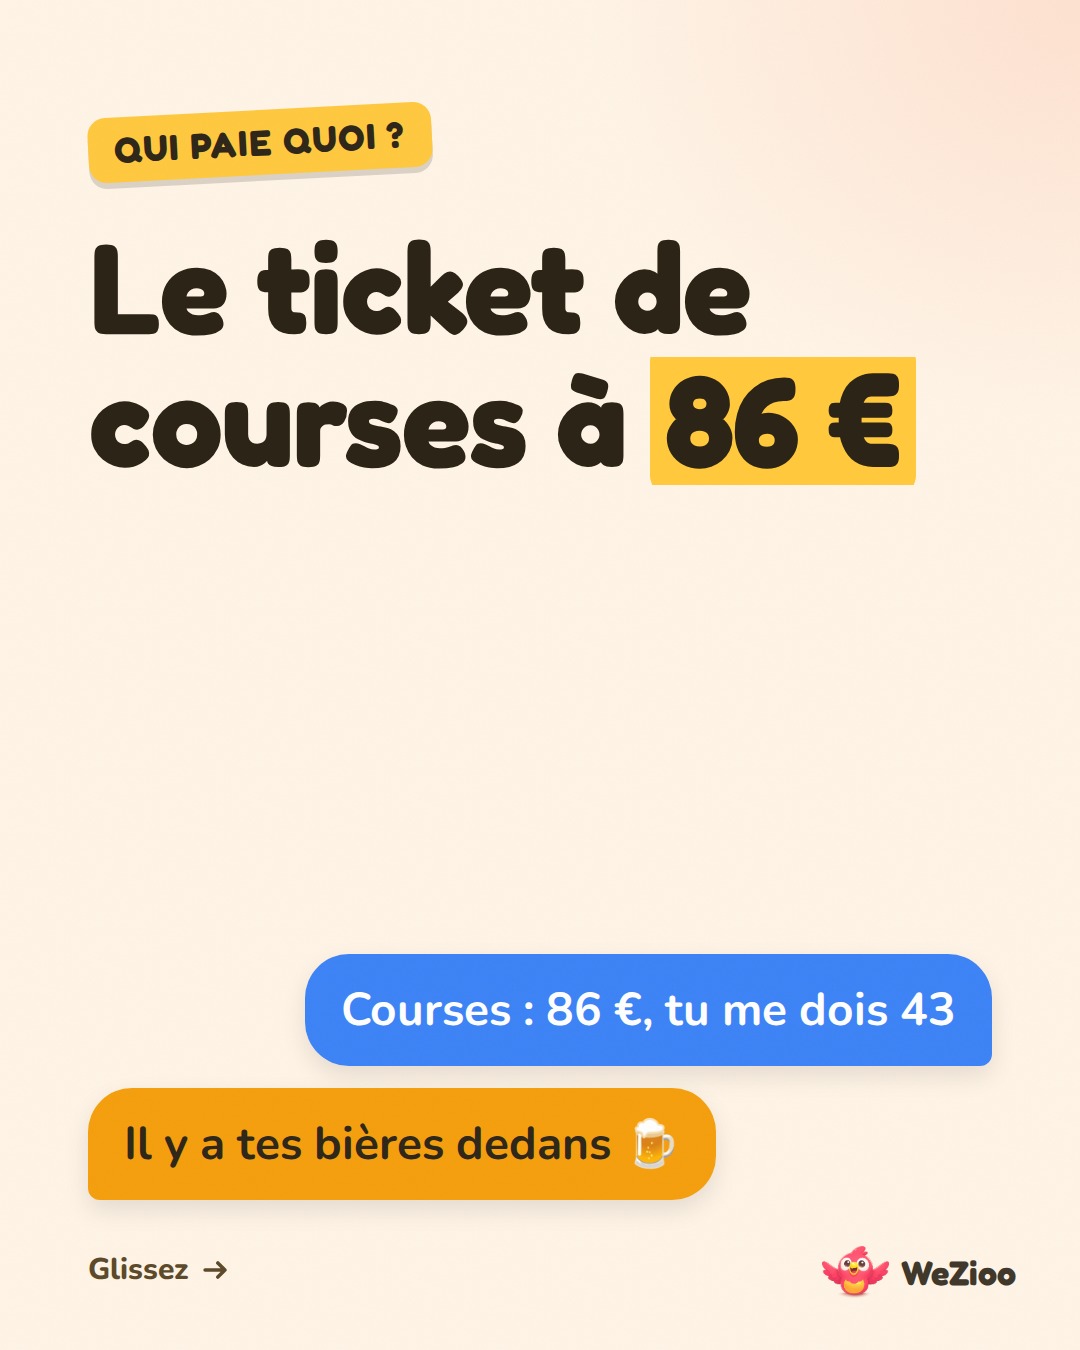 QUI PAIE QUOI ?
Le ticket de
courses à 86 €
Courses : 86 €, tu me dois 43
Il y a tes bières dedans 🍺
Glissez →
WeZioo